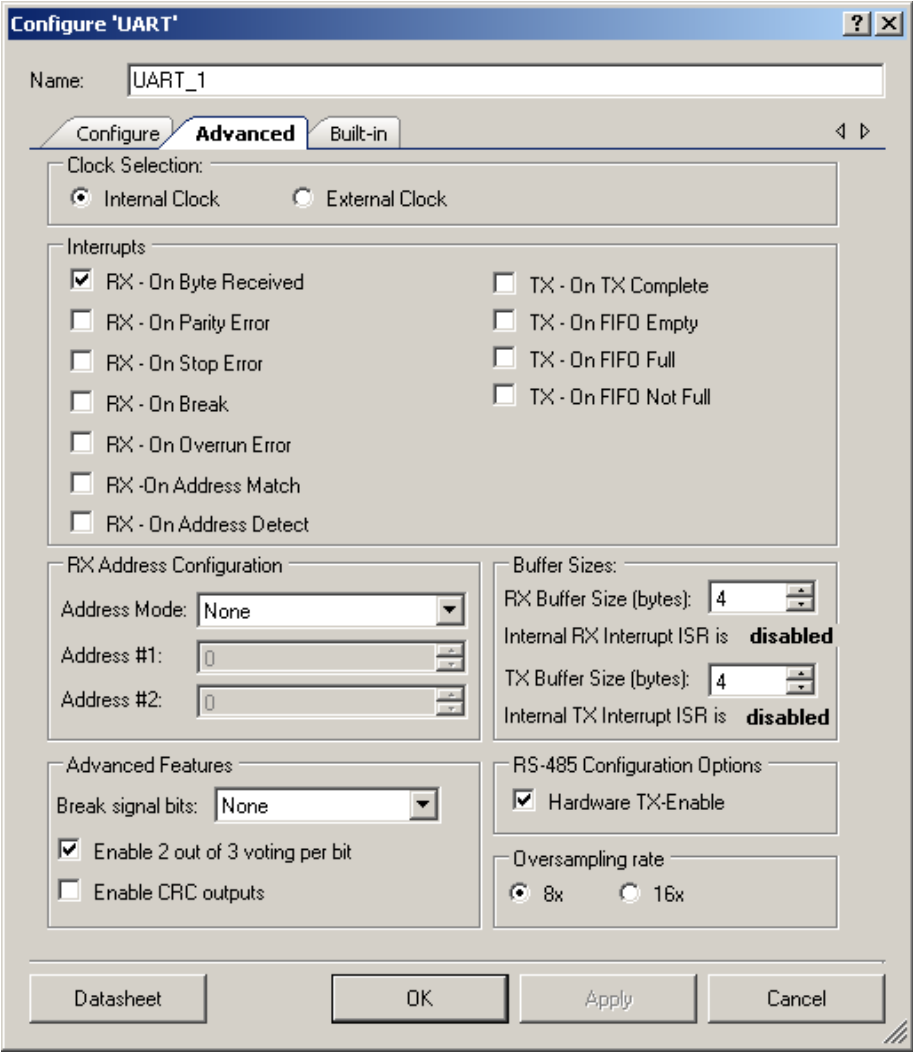 Configure 'UART'
Name: UART_1
Configure Advanced Built-in
Clock Selection:
Internal Clock External Clock
Interrupts
RX - On Byte Received TX - On TX Complete
RX - On Parity Error TX - On FIFO Empty
RX - On Stop Error TX - On FIFO Full
RX - On Break TX - On FIFO Not Full
RX - On Overrun Error
RX -On Address Match
RX - On Address Detect
RX Address Configuration
Address Mode: None
Address #1: 0
Address #2: 0
Buffer Sizes:
RX Buffer Size (bytes): 4
Internal RX Interrupt ISR is disabled
TX Buffer Size (bytes): 4
Internal TX Interrupt ISR is disabled
Advanced Features
Break signal bits: None
Enable 2 out of 3 voting per bit
Enable CRC outputs
RS-485 Configuration Options
Hardware TX-Enable
Oversampling rate
8x 16x
Datasheet OK Apply Cancel